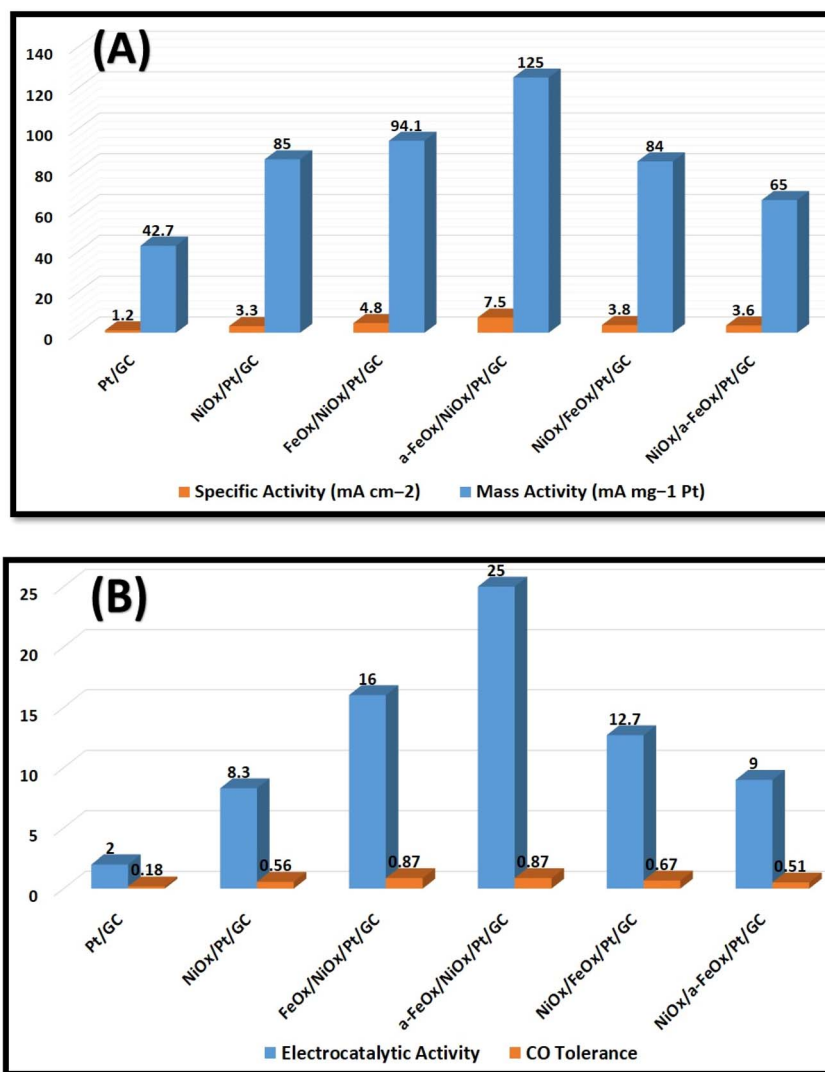 (A)
140
120
100
80
60
40
20
0
1.2
42.7
3.3
85
4.8
94.1
7.5
125
3.8
84
3.6
65
Pt/GC
NiOx/Pt/GC
FeOx/NiOx/Pt/GC
a-FeOx/NiOx/Pt/GC
NiOx/FeOx/Pt/GC
NiOx/a-FeOx/Pt/GC
Specific Activity (mA cm–2)
Mass Activity (mA mg–1 Pt)
(B)
25
20
15
10
5
0
2
0.18
8.3
0.56
16
0.87
25
0.87
12.7
0.67
9
0.51
Pt/GC
NiOx/Pt/GC
FeOx/NiOx/Pt/GC
a-FeOx/NiOx/Pt/GC
NiOx/FeOx/Pt/GC
NiOx/a-FeOx/Pt/GC
Electrocatalytic Activity
CO Tolerance